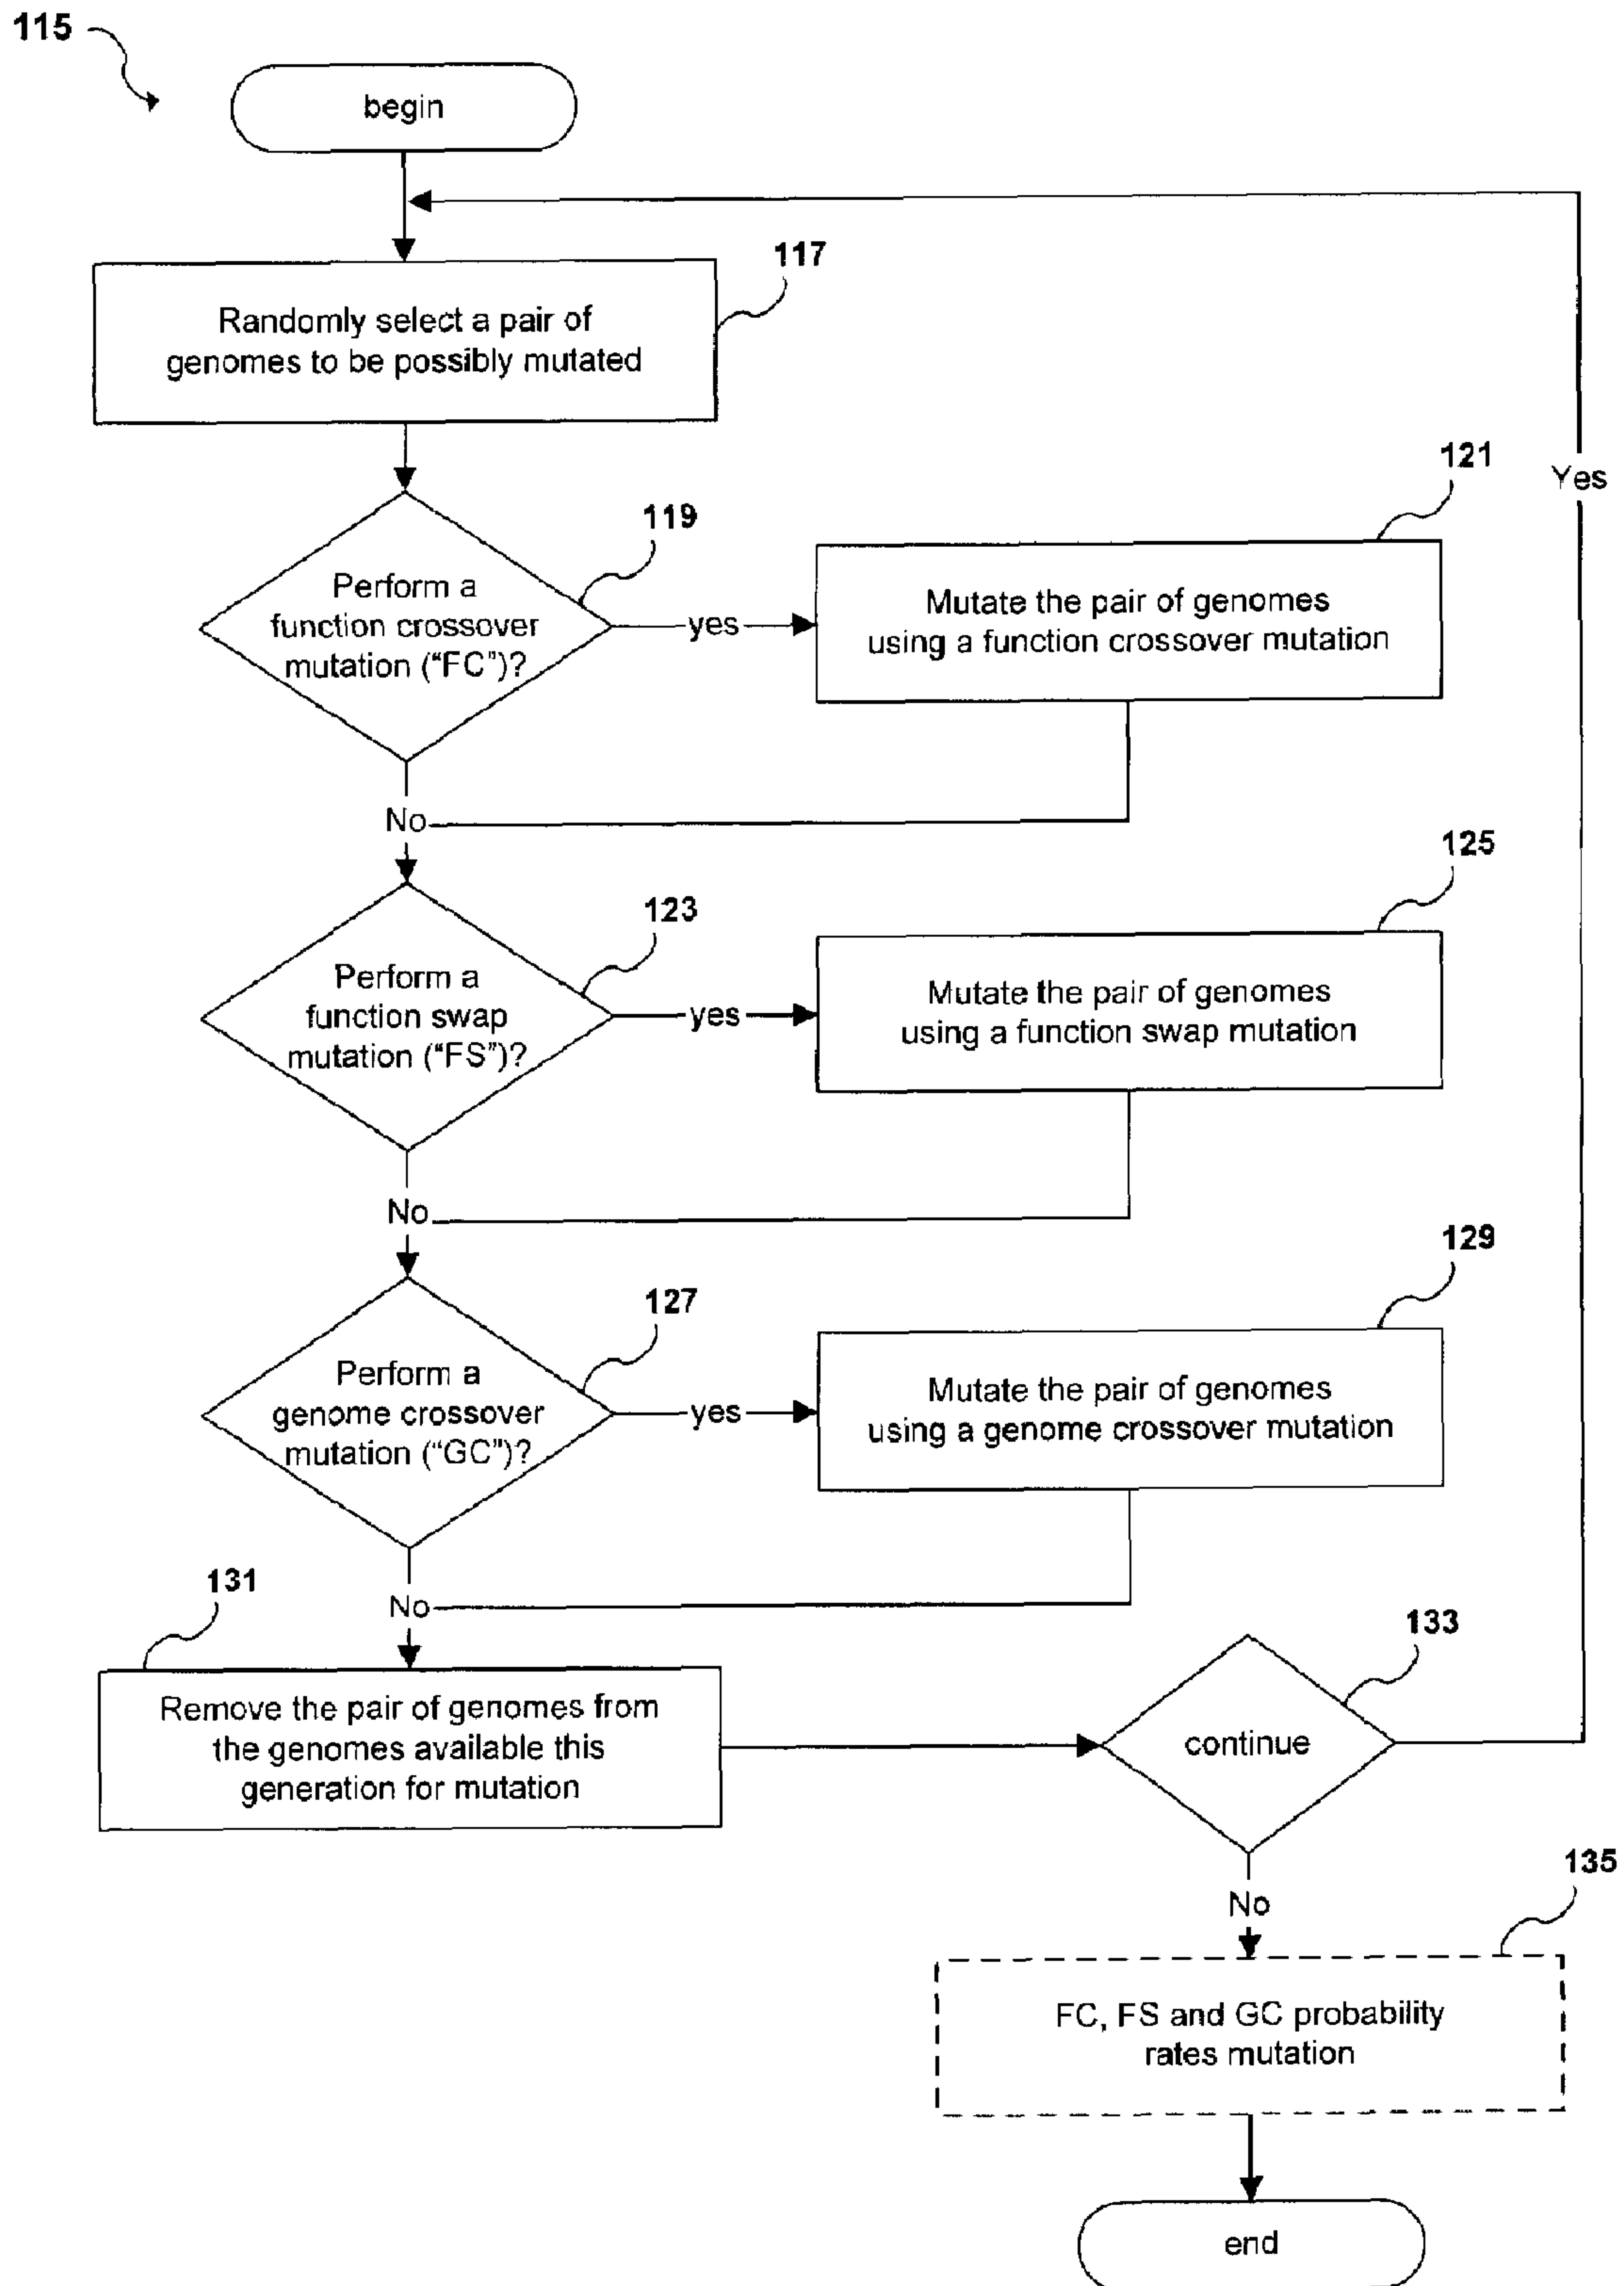 115
begin
117
Randomly select a pair of
genomes to be possibly mutated
121
Yes
119
Perform a
function crossover
mutation ("FC")?
yes
Mutate the pair of genomes
using a function crossover mutation
No
125
123
Perform a
function swap
mutation ("FS")?
yes
Mutate the pair of genomes
using a function swap mutation
No
129
127
Perform a
genome crossover
mutation ("GC")?
yes
Mutate the pair of genomes
using a genome crossover mutation
131
No
133
Remove the pair of genomes from
the genomes available this
generation for mutation
continue
135
No
FC, FS and GC probability
rates mutation
end